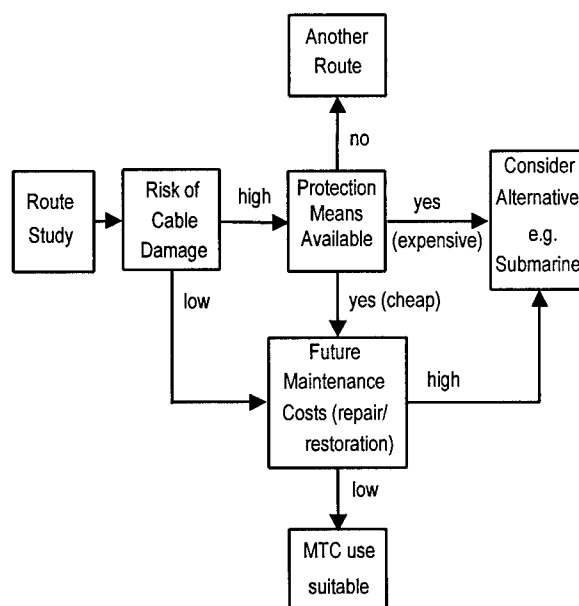 Another
Route
no
Route
Study
Risk of
Cable
Damage
high
Protection
Means
Available
yes
(expensive)
Consider
Alternative
e.g.
Submarine
low
yes (cheap)
Future
Maintenance
Costs (repair/
restoration)
high
low
MTC use
suitable